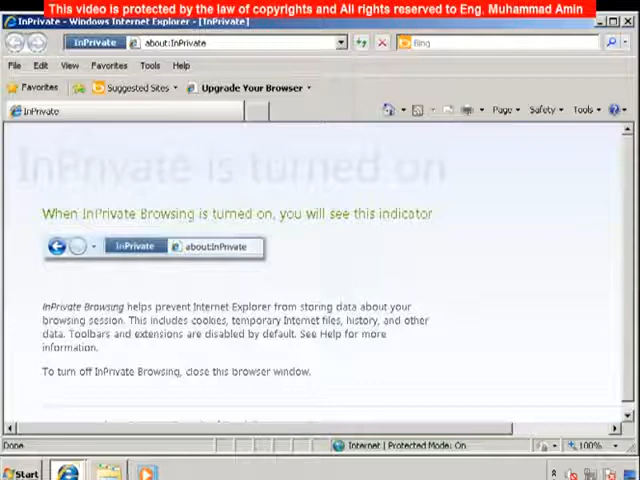 This video is protected by the law of copyrights and All rights reserved to Eng. Muhammad Amin
InPrivate - Windows Internet Explorer - [InPrivate]
InPrivate about:InPrivate Bing
File Edit View Favorites Tools Help
Favorites Suggested Sites Upgrade Your Browser
InPrivate Page Safety Tools
InPrivate is turned on
When InPrivate Browsing is turned on, you will see this indicator
InPrivate about:InPrivate
InPrivate Browsing helps prevent Internet Explorer from storing data about your
browsing session. This includes cookies, temporary Internet files, history, and other
data. Toolbars and extensions are disabled by default. See Help for more
information.
To turn off InPrivate Browsing, close this browser window.
Done Internet | Protected Mode: On 100%
Start